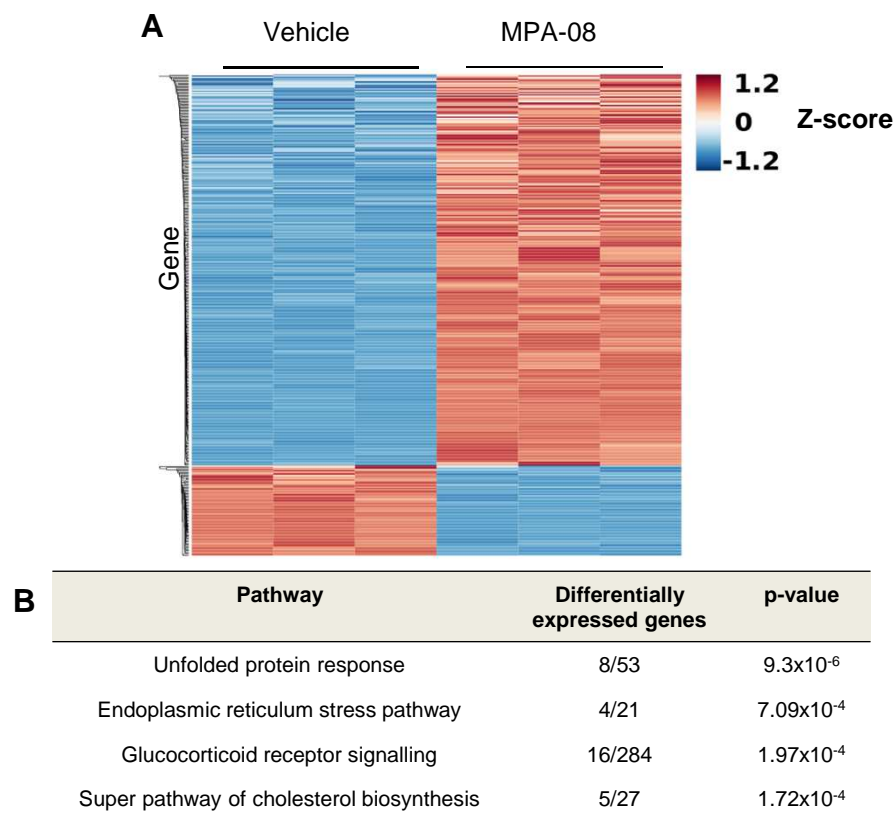 A
Vehicle
MPA-08
1.2
0
-1.2
Z-score
Gene
B
Pathway
Differentially
expressed genes
p-value
Unfolded protein response 8/53 9.3x10⁻⁶
Endoplasmic reticulum stress pathway 4/21 7.09x10⁻⁴
Glucocorticoid receptor signalling 16/284 1.97x10⁻⁴
Super pathway of cholesterol biosynthesis 5/27 1.72x10⁻⁴